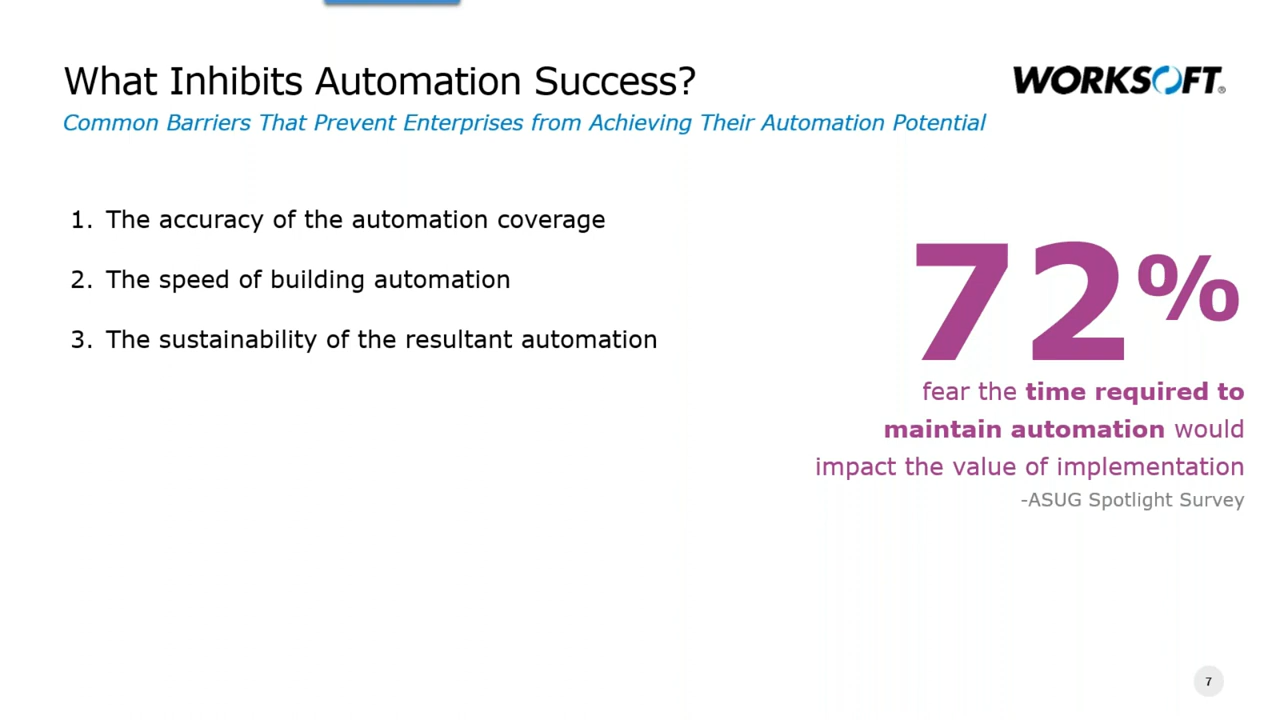 What Inhibits Automation Success?
WORKSOFT®
Common Barriers That Prevent Enterprises from Achieving Their Automation Potential
1. The accuracy of the automation coverage
2. The speed of building automation
3. The sustainability of the resultant automation
72%
fear the time required to
maintain automation would
impact the value of implementation
-ASUG Spotlight Survey
7